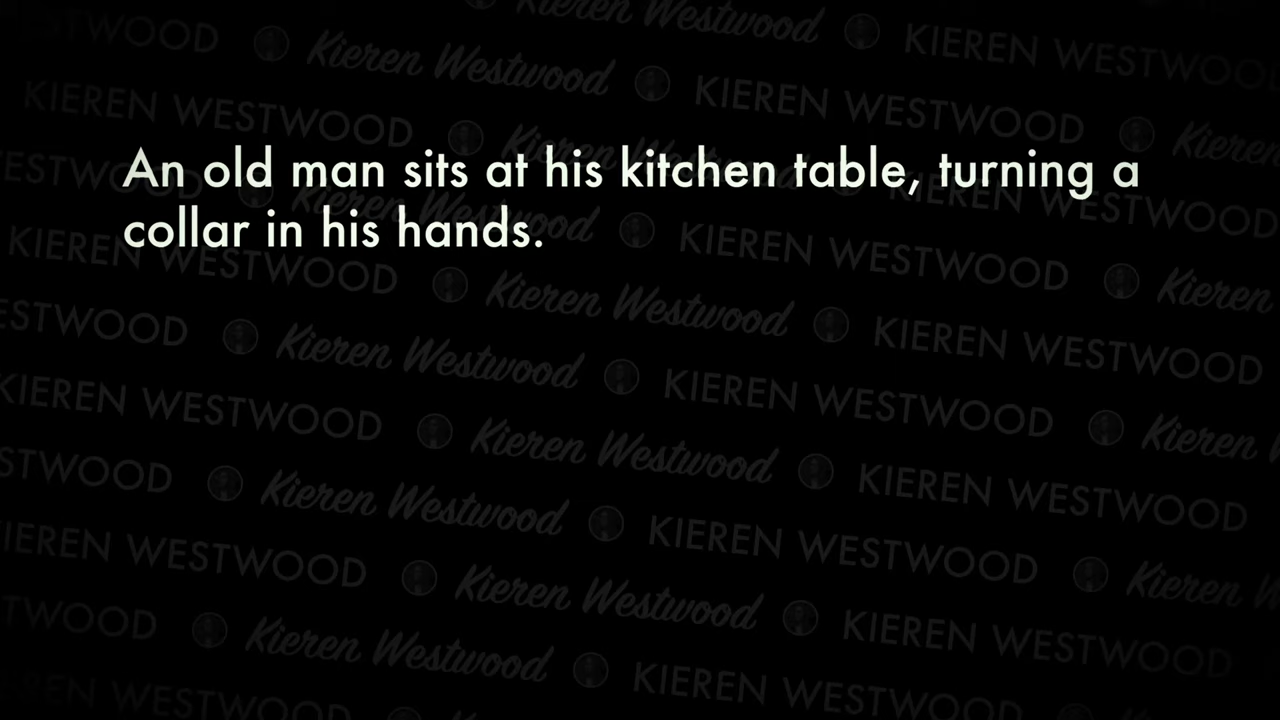 KIEREN WESTWOOD
Kieren Westwood
An old man sits at his kitchen table, turning a
collar in his hands.